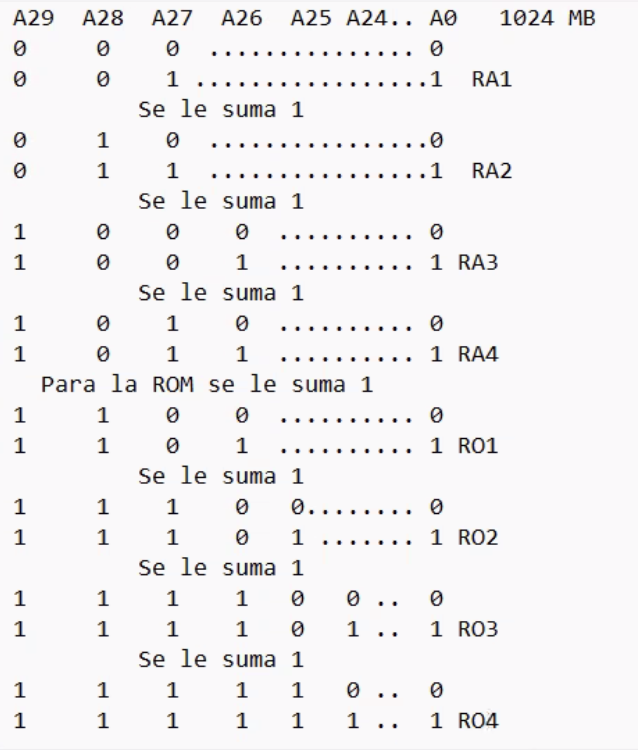 A29 A28 A27 A26 A25 A24.. A0 1024 MB
0 0 0 ............... 0
0 0 1 .................1 RA1
Se le suma 1
0 1 0 ................0
0 1 1 ................1 RA2
Se le suma 1
1 0 0 0 .......... 0
1 0 0 1 .......... 1 RA3
Se le suma 1
1 0 1 0 .......... 0
1 0 1 1 .......... 1 RA4
Para la ROM se le suma 1
1 1 0 0 .......... 0
1 1 0 1 .......... 1 RO1
Se le suma 1
1 1 1 0 0........ 0
1 1 1 0 1 ....... 1 RO2
Se le suma 1
1 1 1 1 0 0 .. 0
1 1 1 1 0 1 .. 1 RO3
Se le suma 1
1 1 1 1 1 0 .. 0
1 1 1 1 1 1 .. 1 RO4